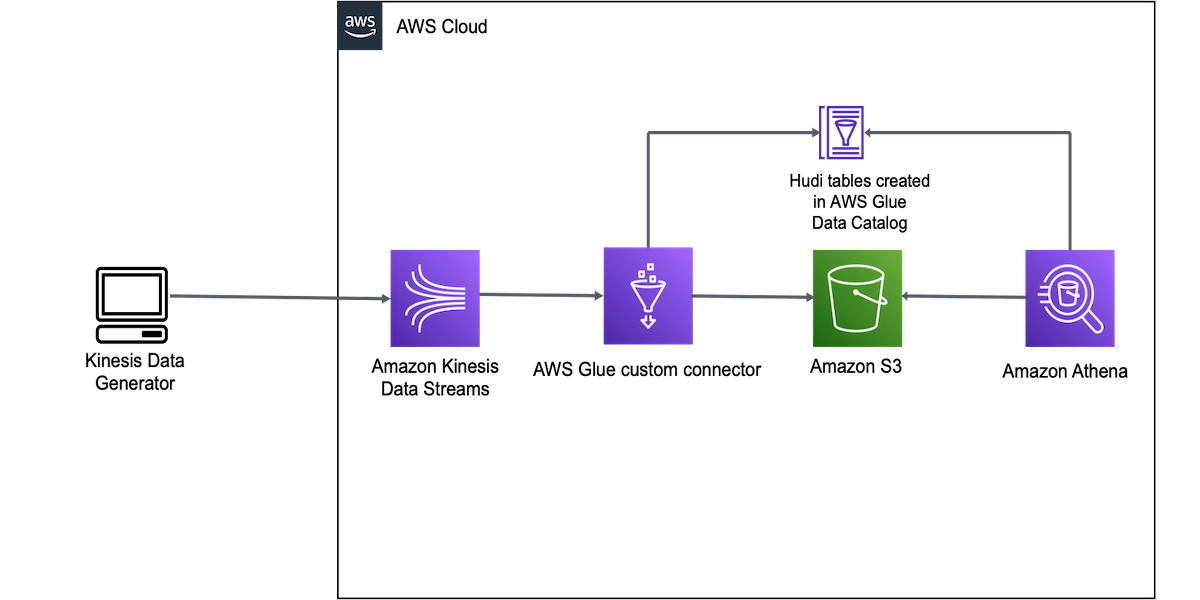 aws
AWS Cloud
Hudi tables created
in AWS Glue
Data Catalog
Kinesis Data
Generator
Amazon Kinesis
Data Streams
AWS Glue custom connector
Amazon S3
Amazon Athena